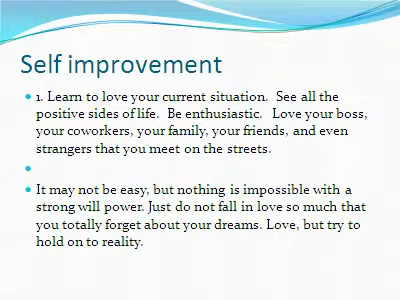 Self improvement
1. Learn to love your current situation.  See all the
positive sides of life.  Be enthusiastic.   Love your boss,
your coworkers, your family, your friends, and even
strangers that you meet on the streets.
It may not be easy, but nothing is impossible with a
strong will power. Just do not fall in love so much that
you totally forget about your dreams. Love, but try to
hold on to reality.